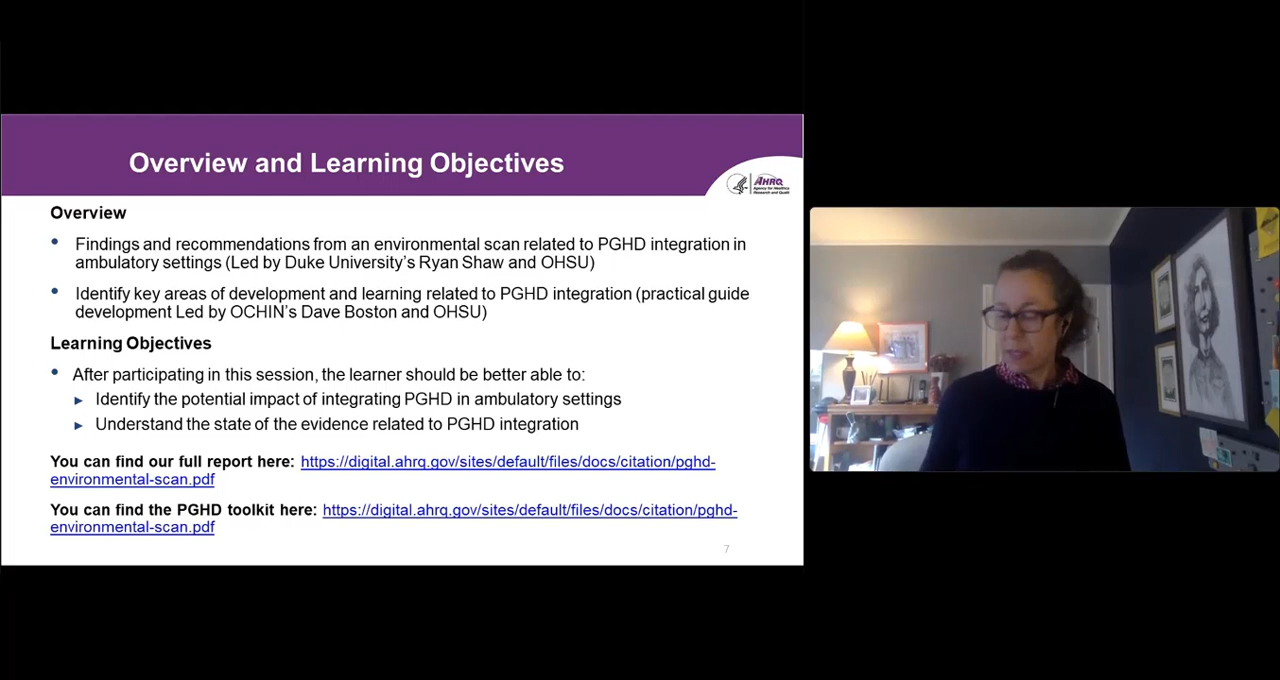 Overview and Learning Objectives
AHRQ
Agency for Healthcare
Research and Quality
Overview
• Findings and recommendations from an environmental scan related to PGHD integration in
ambulatory settings (Led by Duke University’s Ryan Shaw and OHSU)
• Identify key areas of development and learning related to PGHD integration (practical guide
development Led by OCHIN’s Dave Boston and OHSU)
Learning Objectives
• After participating in this session, the learner should be better able to:
► Identify the potential impact of integrating PGHD in ambulatory settings
► Understand the state of the evidence related to PGHD integration
You can find our full report here: https://digital.ahrq.gov/sites/default/files/docs/citation/pghd-
environmental-scan.pdf
You can find the PGHD toolkit here: https://digital.ahrq.gov/sites/default/files/docs/citation/pghd-
environmental-scan.pdf
7